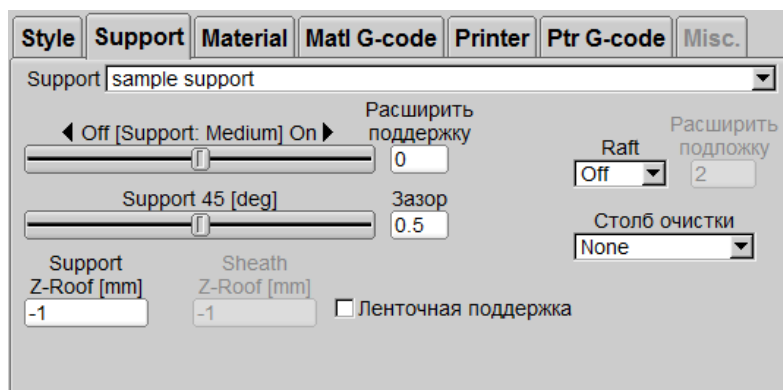 Style Support Material Matl G-code Printer Ptr G-code Misc.
Support sample support
Расширить поддержку
Off [Support: Medium] On
0
Raft
Off
Расширить подложку
2
Support 45 [deg]
Зазор
0.5
Столб очистки
None
Support
Z-Roof [mm]
-1
Sheath
Z-Roof [mm]
-1
Ленточная поддержка